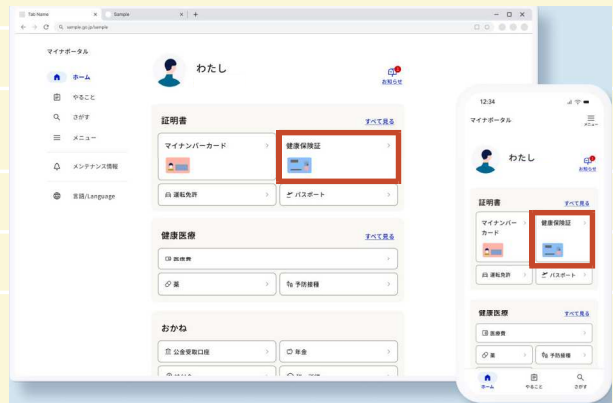 Tab Name
Sample
sample.go.jp/sample
マイナポータル
ホーム
やること
さがす
メニュー
メンテナンス情報
言語/Language
わたし
お知らせ
証明書
すべて見る
マイナンバーカード
健康保険証
運転免許
パスポート
健康医療
すべて見る
医療費
薬
予防接種
おかね
公金受取口座
年金
12:34
マイナポータル
メニュー
わたし
お知らせ
証明書
すべて見る
マイナンバー
カード
健康保険証
運転免許
パスポート
健康医療
すべて見る
医療費
薬
予防接種
ホーム
やること
さがす